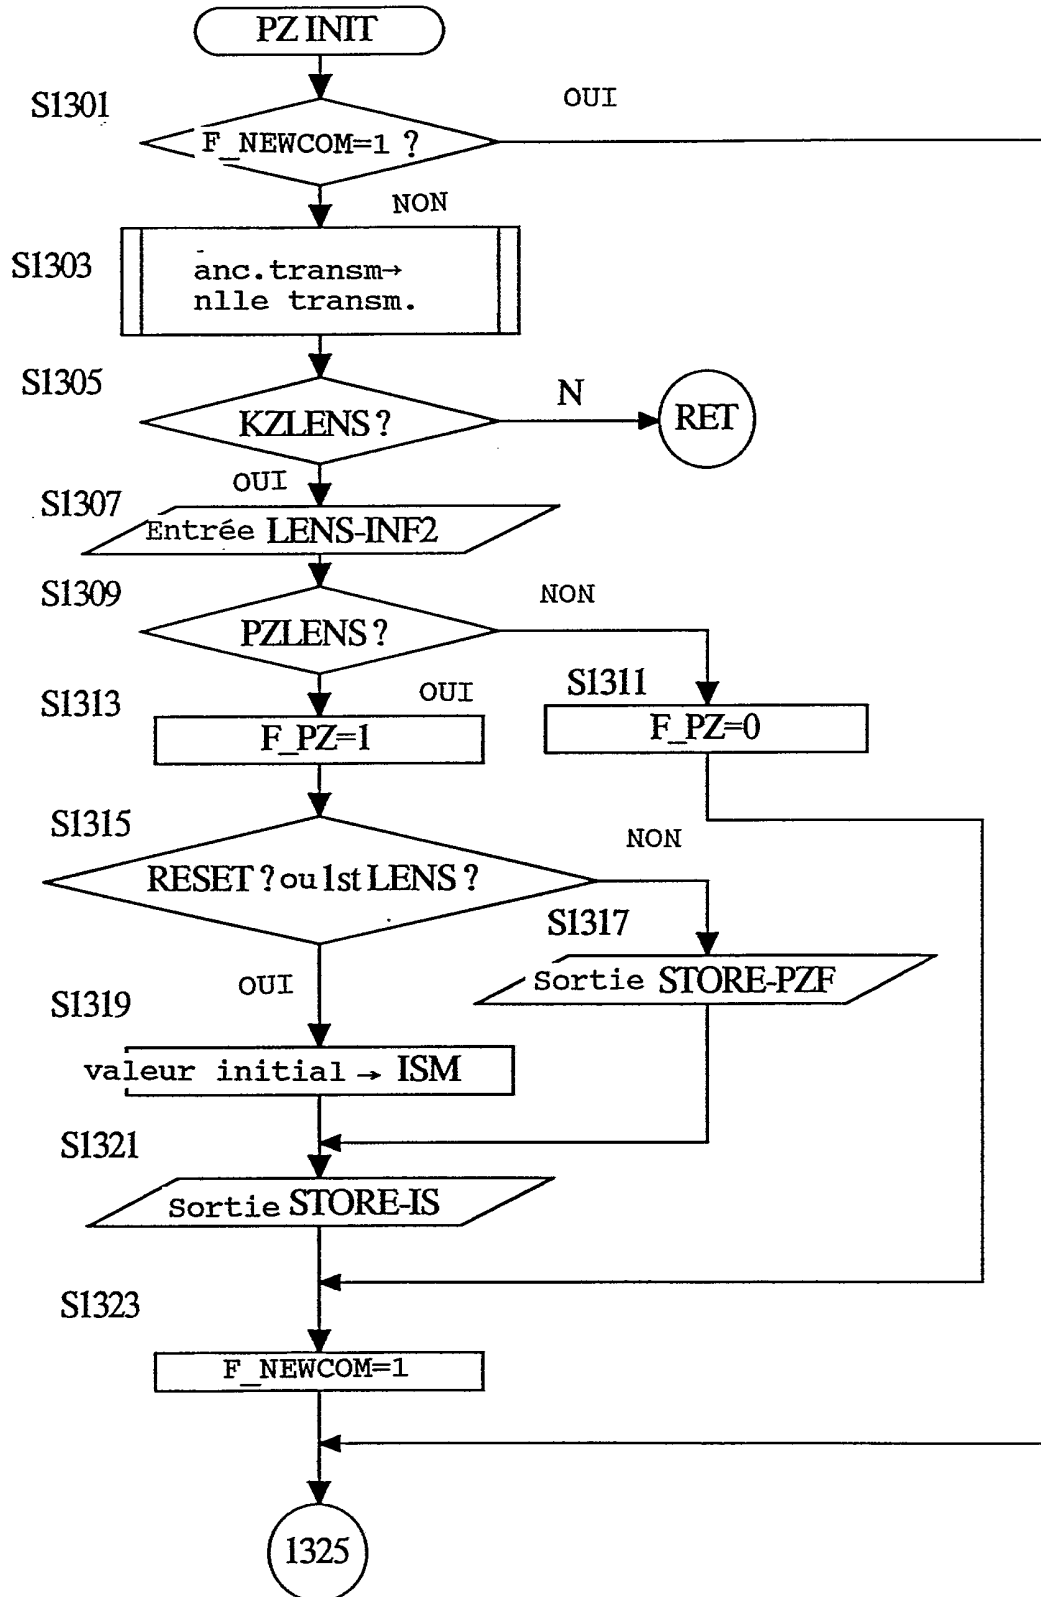 PZ INIT
S1301
OUI
F_NEWCOM=1 ?
NON
S1303
anc.transm→
nlle transm.
S1305
KZLENS ?
N
RET
OUI
S1307
Entrée LENS-INF2
S1309
NON
PZLENS ?
OUI
S1311
S1313
F_PZ=1
F_PZ=0
S1315
NON
RESET ? ou 1st LENS ?
S1317
Sortie STORE-PZF
OUI
S1319
valeur initial → ISM
S1321
Sortie STORE-IS
S1323
F_NEWCOM=1
1325